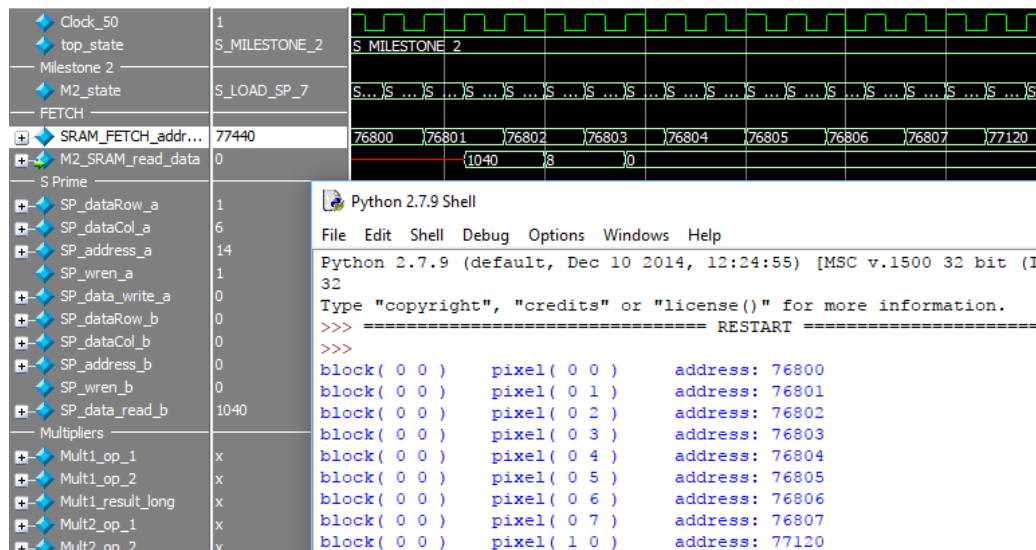 Clock_50 1
top_state S_MILESTONE_2 S_MILESTONE_2
Milestone 2
M2_state S_LOAD_SP_7 S... S ... S ... S ... S ... S ... S ... S ... S ... S ... S ... S ... S ... S ... S ... S ... S
FETCH
SRAM_FETCH_addr... 77440 76800 76801 76802 76803 76804 76805 76806 76807 77120
M2_SRAM_read_data 0 1040 8 0
S Prime
SP_dataRow_a 1
SP_dataCol_a 6
SP_address_a 14
SP_wren_a 1
SP_data_write_a 0
SP_dataRow_b 0
SP_dataCol_b 0
SP_address_b 0
SP_wren_b 0
SP_data_read_b 1040
Multipliers
Mult1_op_1 x
Mult1_op_2 x
Mult1_result_long x
Mult2_op_1 x
Mult2_op_2 x
Python 2.7.9 Shell
File Edit Shell Debug Options Windows Help
Python 2.7.9 (default, Dec 10 2014, 12:24:55) [MSC v.1500 32 bit (I
32
Type "copyright", "credits" or "license()" for more information.
>>> ================================ RESTART ======================
>>>
block( 0 0 ) pixel( 0 0 ) address: 76800
block( 0 0 ) pixel( 0 1 ) address: 76801
block( 0 0 ) pixel( 0 2 ) address: 76802
block( 0 0 ) pixel( 0 3 ) address: 76803
block( 0 0 ) pixel( 0 4 ) address: 76804
block( 0 0 ) pixel( 0 5 ) address: 76805
block( 0 0 ) pixel( 0 6 ) address: 76806
block( 0 0 ) pixel( 0 7 ) address: 76807
block( 0 0 ) pixel( 1 0 ) address: 77120